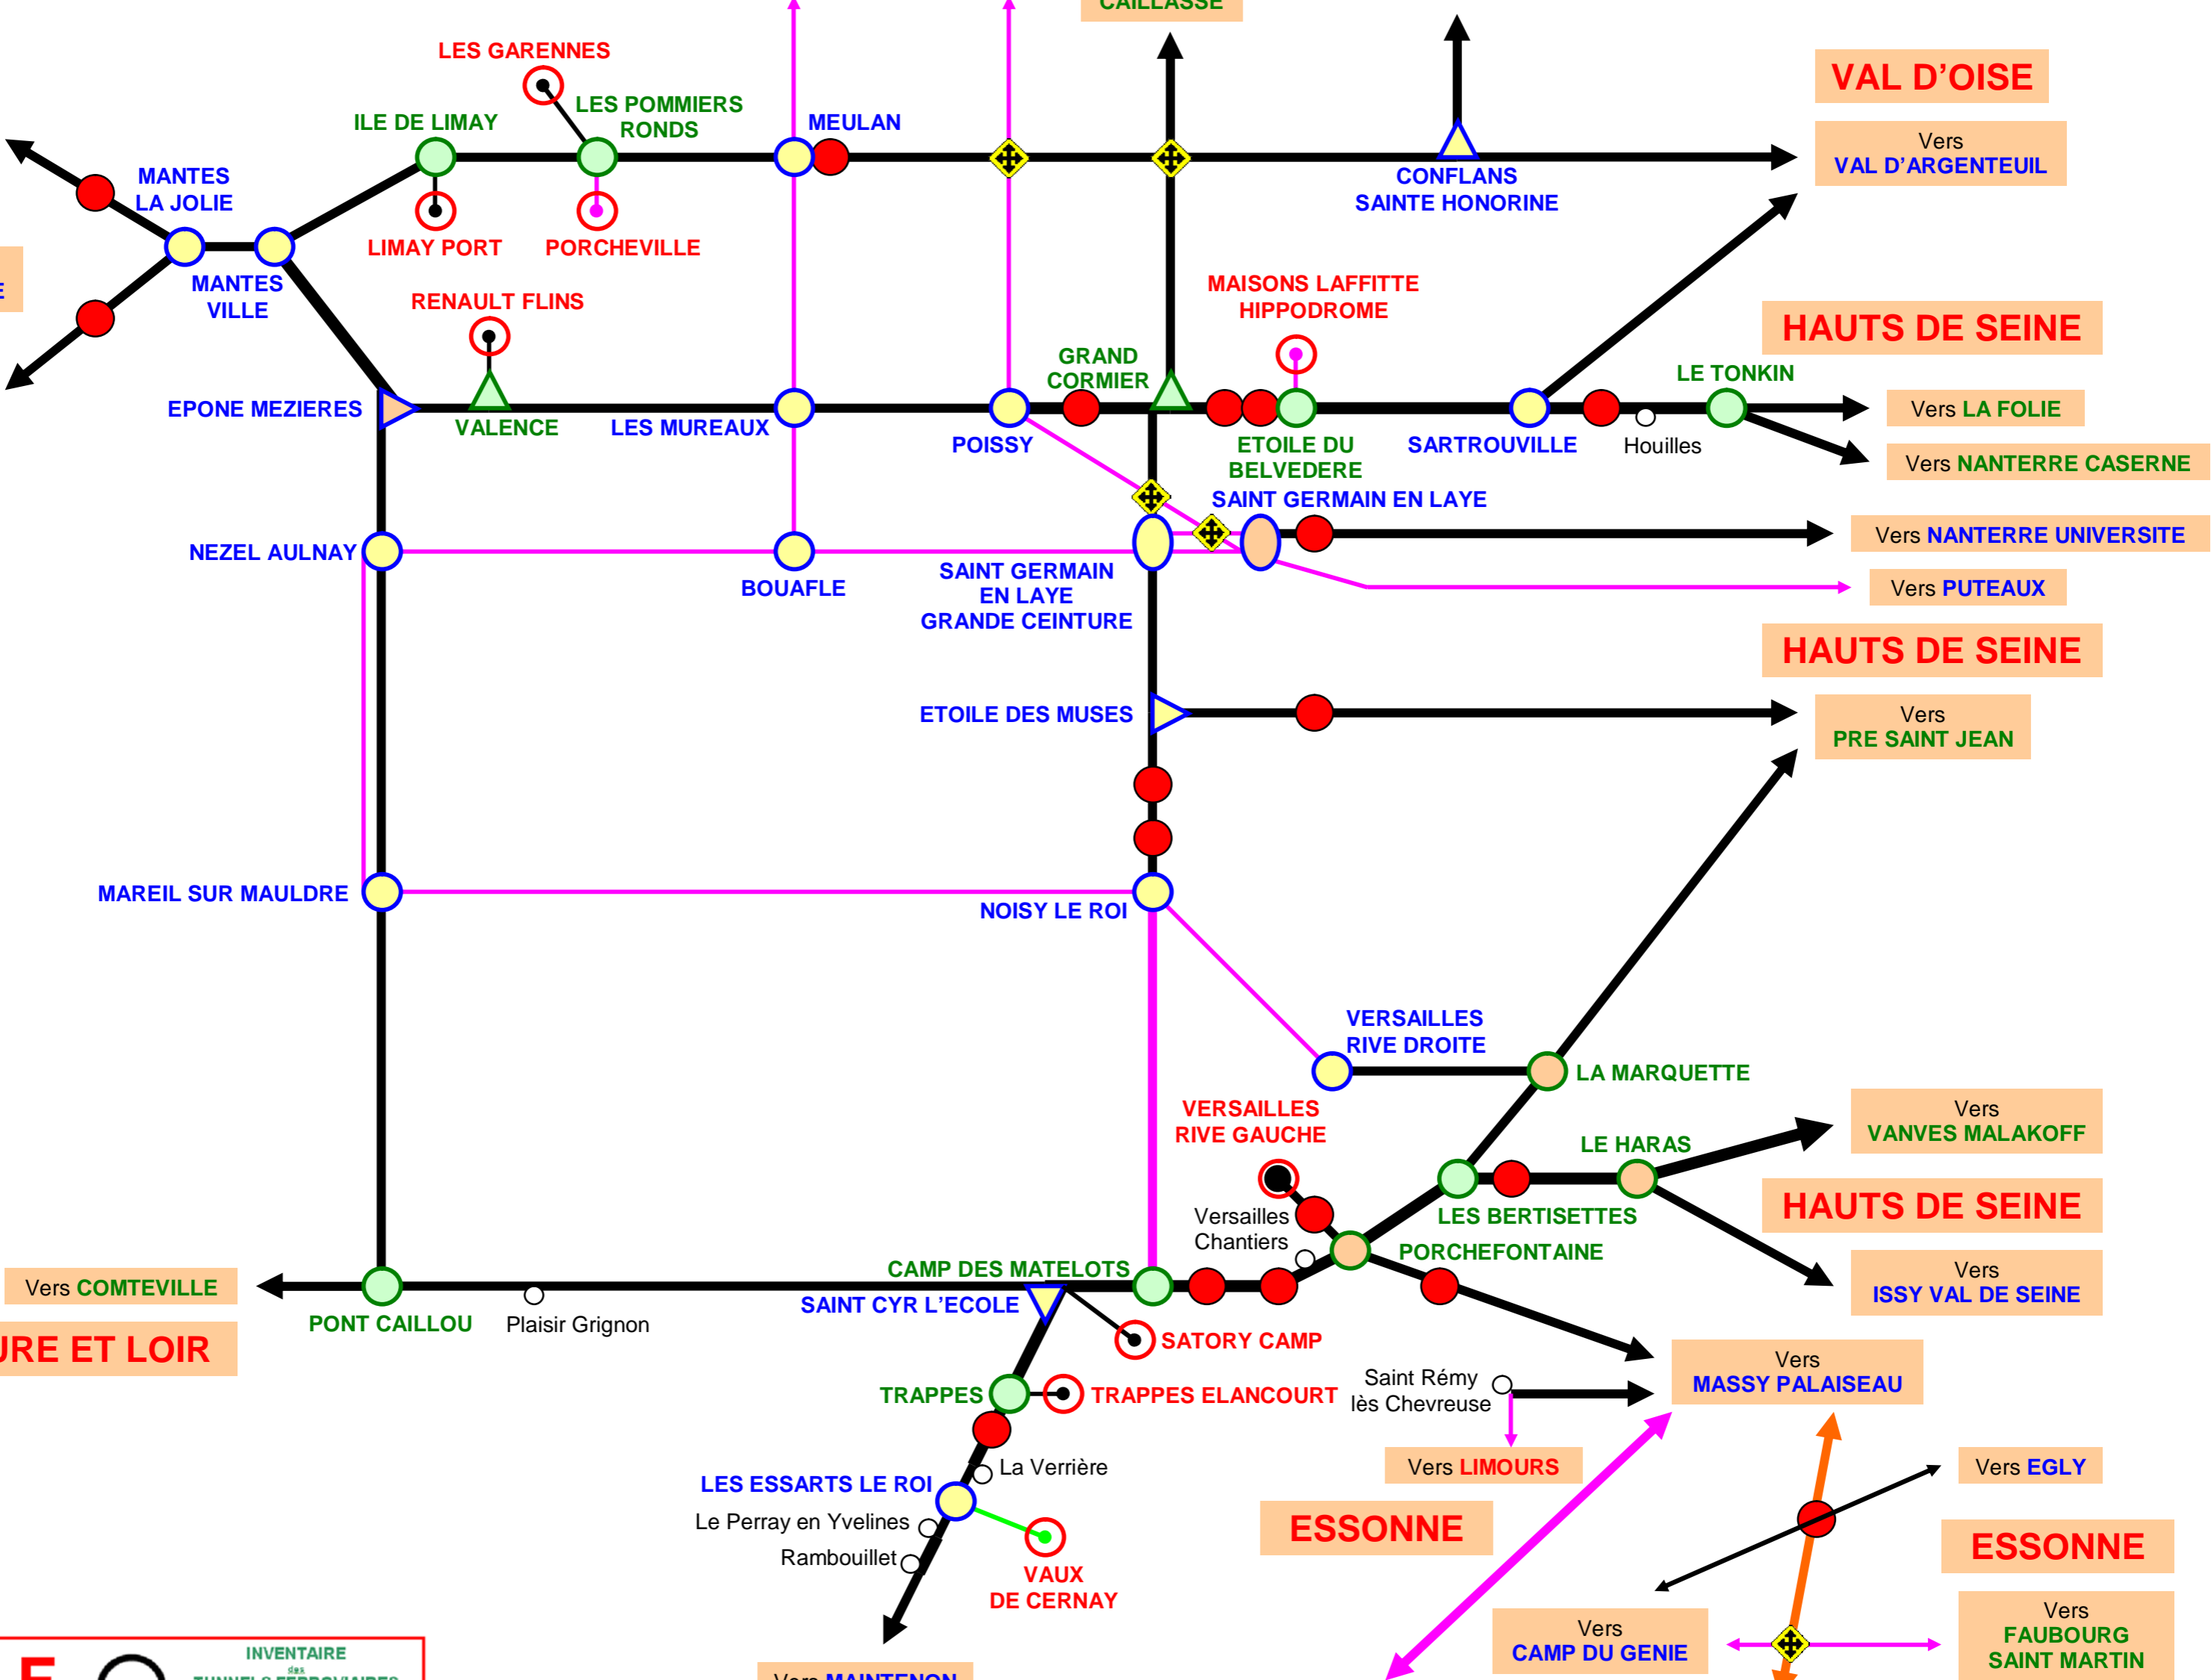 CAILLASSE
LES GARENNES
VAL D'OISE
LES POMMIERS
RONDS
ILE DE LIMAY
MEULAN
Vers
VAL D'ARGENTEUIL
MANTES
LA JOLIE
CONFLANS
SAINTE HONORINE
LIMAY PORT
PORCHEVILLE
MANTES
VILLE
RENAULT FLINS
MAISONS LAFFITTE
HIPPODROME
HAUTS DE SEINE
GRAND
CORMIER
LE TONKIN
EPONE MEZIERES
VALENCE
LES MUREAUX
POISSY
ETOILE DU
BELVEDERE
SARTROUVILLE
Houilles
Vers LA FOLIE
Vers NANTERRE CASERNE
SAINT GERMAIN EN LAYE
Vers NANTERRE UNIVERSITE
NEZEL AULNAY
BOUAFLE
SAINT GERMAIN
EN LAYE
GRANDE CEINTURE
Vers PUTEAUX
HAUTS DE SEINE
ETOILE DES MUSES
Vers
PRE SAINT JEAN
MAREIL SUR MAULDRE
NOISY LE ROI
VERSAILLES
RIVE DROITE
LA MARQUETTE
VERSAILLES
RIVE GAUCHE
Vers
VANVES MALAKOFF
LE HARAS
HAUTS DE SEINE
Versailles
Chantiers
LES BERTISETTES
PORCHEFONTAINE
CAMP DES MATELOTS
Vers COMTEVILLE
SAINT CYR L'ECOLE
Vers
ISSY VAL DE SEINE
PONT CAILLOU
Plaisir Grignon
URE ET LOIR
SATORY CAMP
Vers
MASSY PALAISEAU
TRAPPES
TRAPPES ELANCOURT
Saint Rémy
lès Chevreuse
La Verrière
Vers LIMOURS
Vers EGLY
LES ESSARTS LE ROI
Le Perray en Yvelines
Rambouillet
ESSONNE
ESSONNE
VAUX
DE CERNAY
Vers
CAMP DU GENIE
Vers
FAUBOURG
SAINT MARTIN
INVENTAIRE
des
TUNNELS FERROVIAIRES
Vers MAINTENON